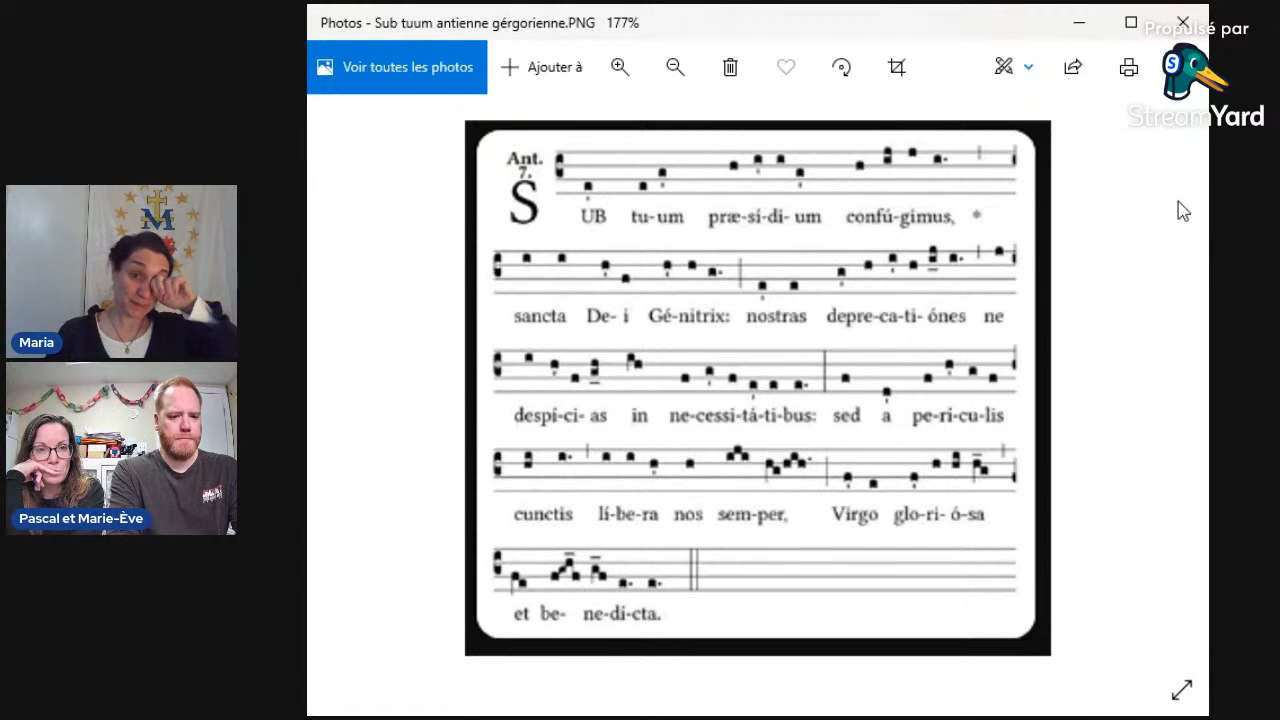 Photos - Sub tuum antienne gérgorienne.PNG 177%
Propulsé par
StreamYard
Voir toutes les photos
Ajouter à
Ant.
7.
SUB tu-um præ-sí-di-um confú-gimus, *
sancta De-i Gé-nitrix: nostras depre-ca-ti-ónes ne
despí-ci-as in ne-cessi-tá-ti-bus: sed a pe-rí-cu-lis
cunctis lí-be-ra nos sem-per, Virgo glo-ri-ó-sa
et be- ne-dí-cta.
M
Maria
Pascal et Marie-Ève